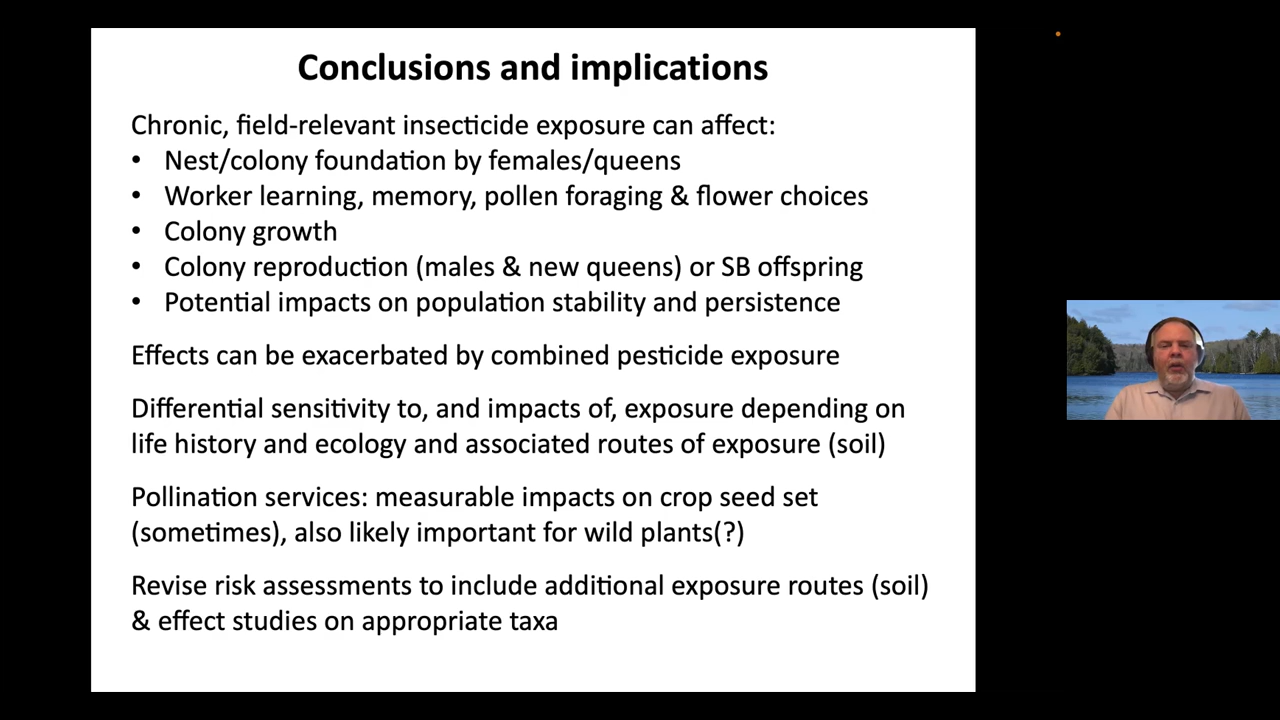 Conclusions and implications
Chronic, field-relevant insecticide exposure can affect:
• Nest/colony foundation by females/queens
• Worker learning, memory, pollen foraging & flower choices
• Colony growth
• Colony reproduction (males & new queens) or SB offspring
• Potential impacts on population stability and persistence
Effects can be exacerbated by combined pesticide exposure
Differential sensitivity to, and impacts of, exposure depending on
life history and ecology and associated routes of exposure (soil)
Pollination services: measurable impacts on crop seed set
(sometimes), also likely important for wild plants(?)
Revise risk assessments to include additional exposure routes (soil)
& effect studies on appropriate taxa